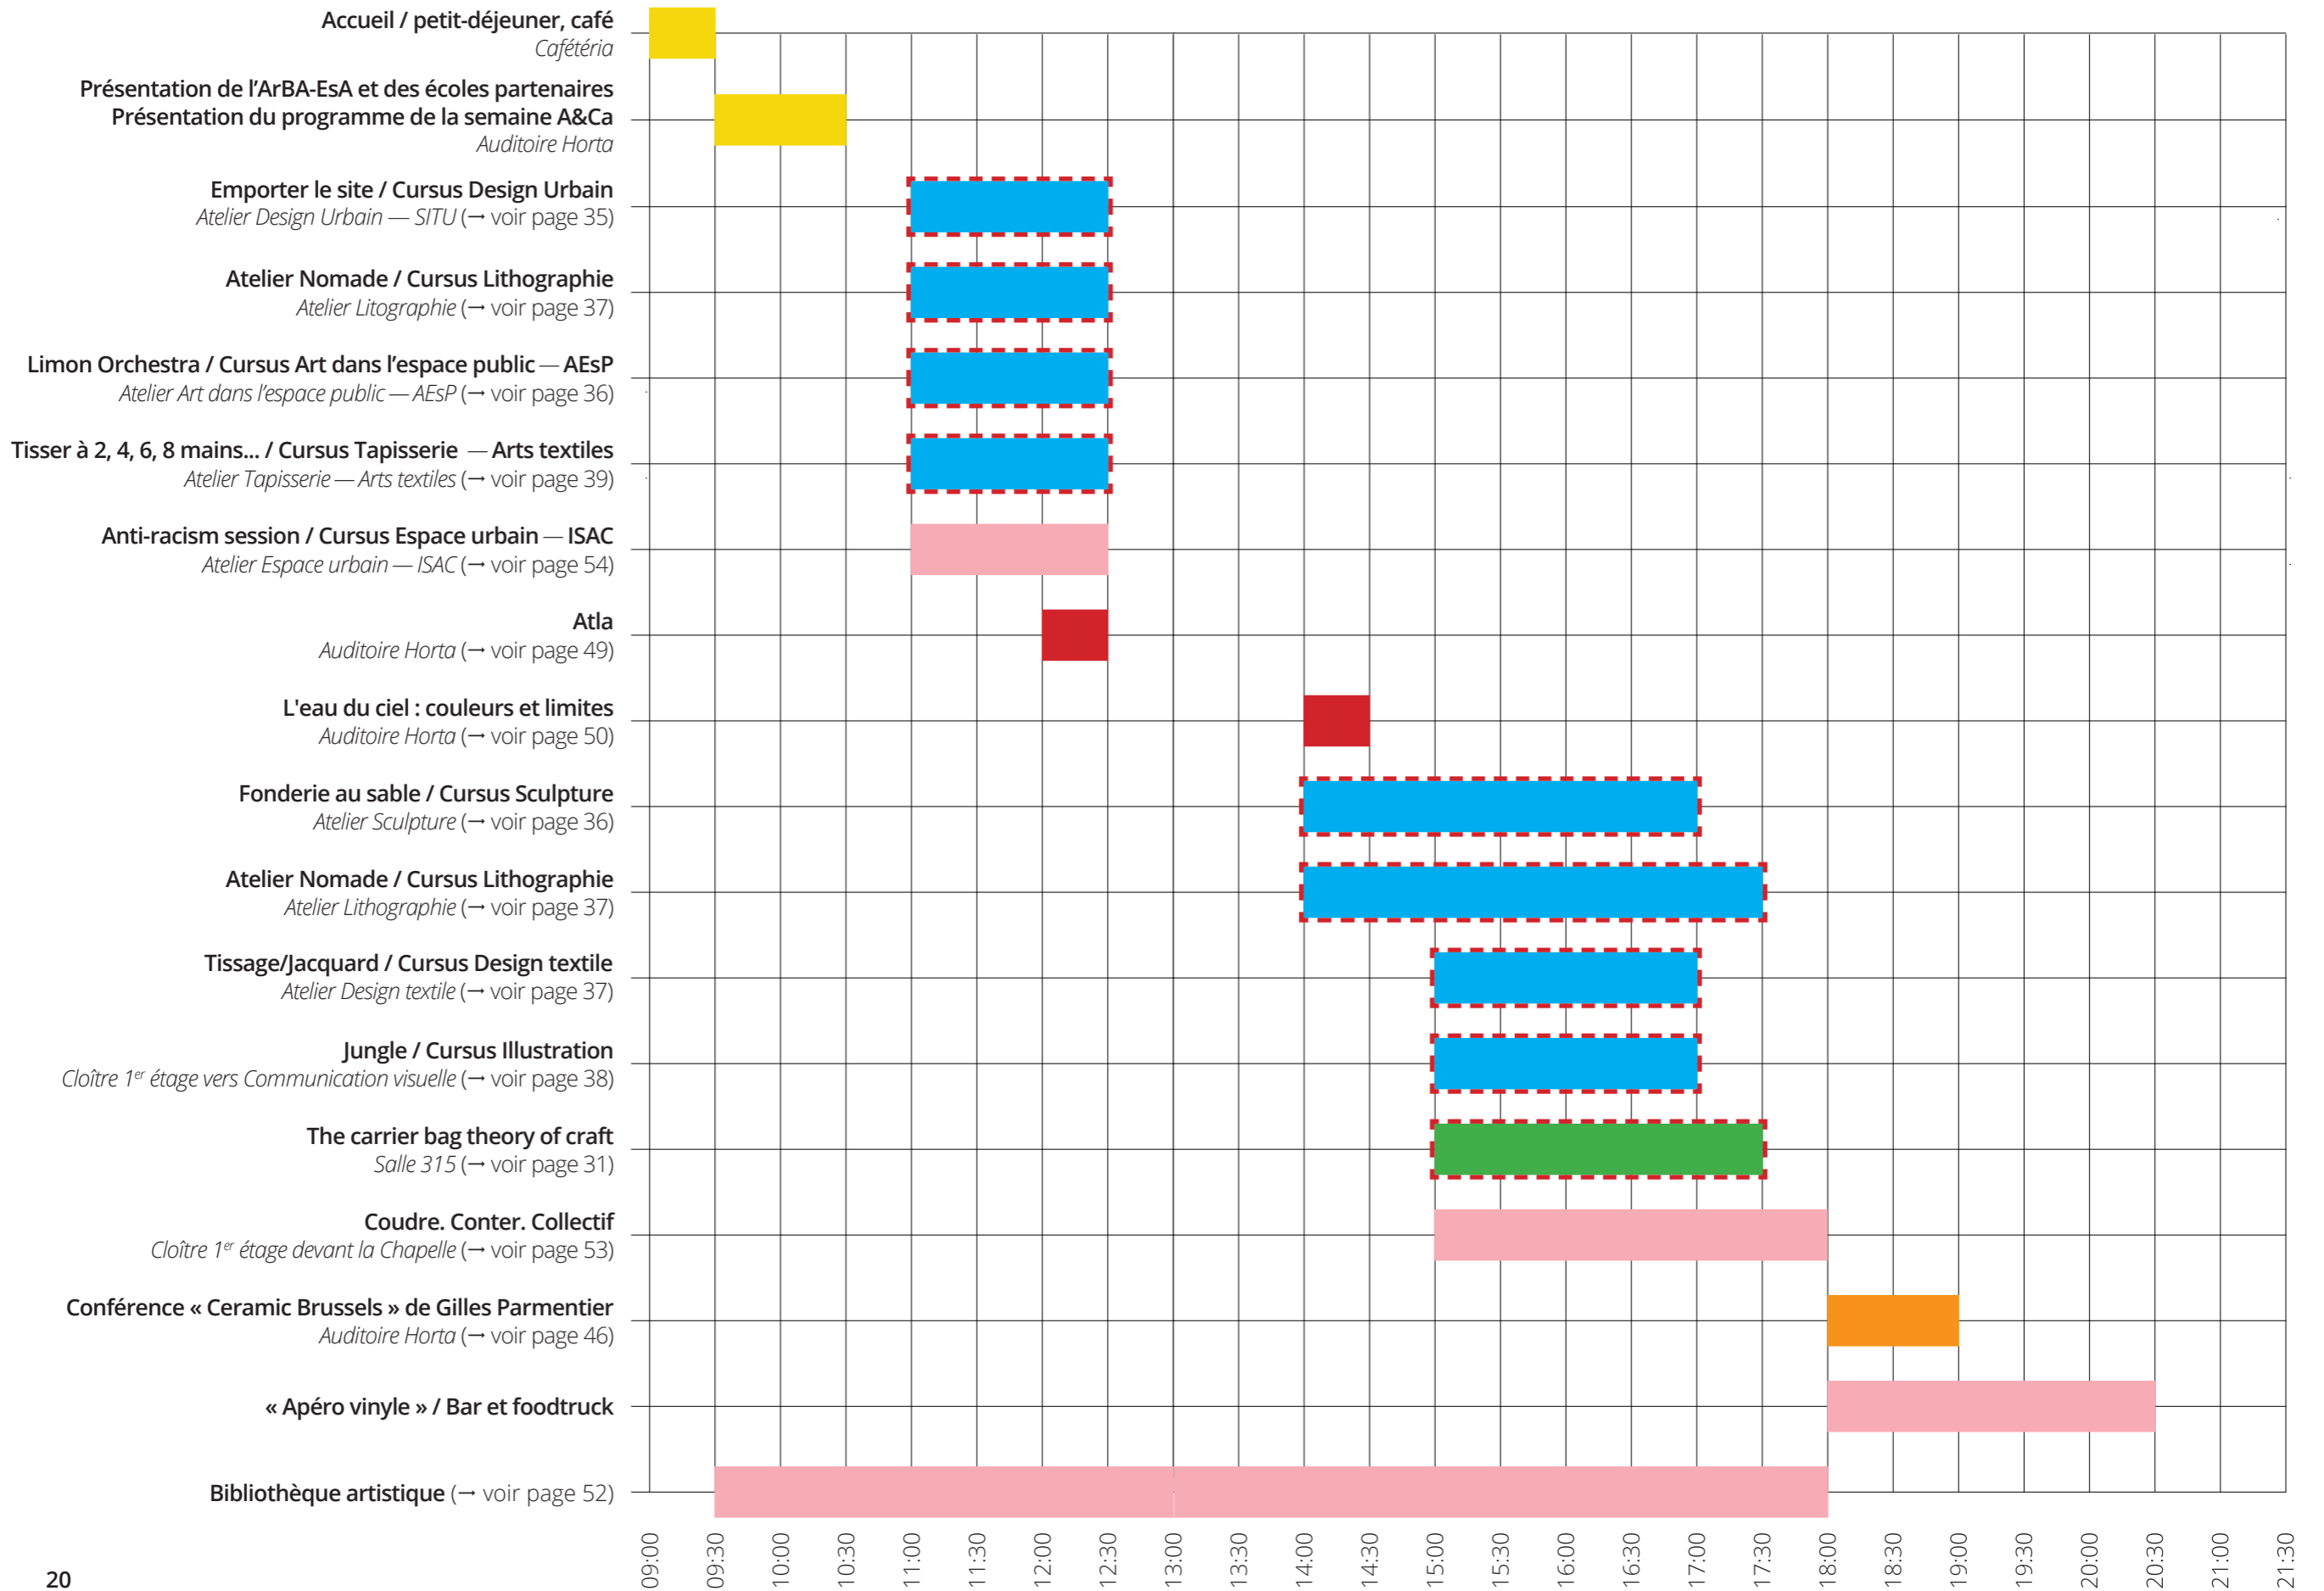 Accueil / petit-déjeuner, café
Cafétéria
Présentation de l’ArBA-EsA et des écoles partenaires
Présentation du programme de la semaine A&Ca
Auditoire Horta
Emporter le site / Cursus Design Urbain
Atelier Design Urbain — SITU (→ voir page 35)
Atelier Nomade / Cursus Lithographie
Atelier Litographie (→ voir page 37)
Limon Orchestra / Cursus Art dans l’espace public — AEsP
Atelier Art dans l’espace public — AEsP (→ voir page 36)
Tisser à 2, 4, 6, 8 mains... / Cursus Tapisserie — Arts textiles
Atelier Tapisserie — Arts textiles (→ voir page 39)
Anti-racism session / Cursus Espace urbain — ISAC
Atelier Espace urbain — ISAC (→ voir page 54)
Atla
Auditoire Horta (→ voir page 49)
L'eau du ciel : couleurs et limites
Auditoire Horta (→ voir page 50)
Fonderie au sable / Cursus Sculpture
Atelier Sculpture (→ voir page 36)
Atelier Nomade / Cursus Lithographie
Atelier Lithographie (→ voir page 37)
Tissage/Jacquard / Cursus Design textile
Atelier Design textile (→ voir page 37)
Jungle / Cursus Illustration
Cloître 1er étage vers Communication visuelle (→ voir page 38)
The carrier bag theory of craft
Salle 315 (→ voir page 31)
Coudre. Conter. Collectif
Cloître 1er étage devant la Chapelle (→ voir page 53)
Conférence « Ceramic Brussels » de Gilles Parmentier
Auditoire Horta (→ voir page 46)
« Apéro vinyle » / Bar et foodtruck
Bibliothèque artistique (→ voir page 52)
09:00
09:30
10:00
10:30
11:00
11:30
12:00
12:30
13:00
13:30
14:00
14:30
15:00
15:30
16:00
16:30
17:00
17:30
18:00
18:30
19:00
19:30
20:00
20:30
21:00
21:30
20